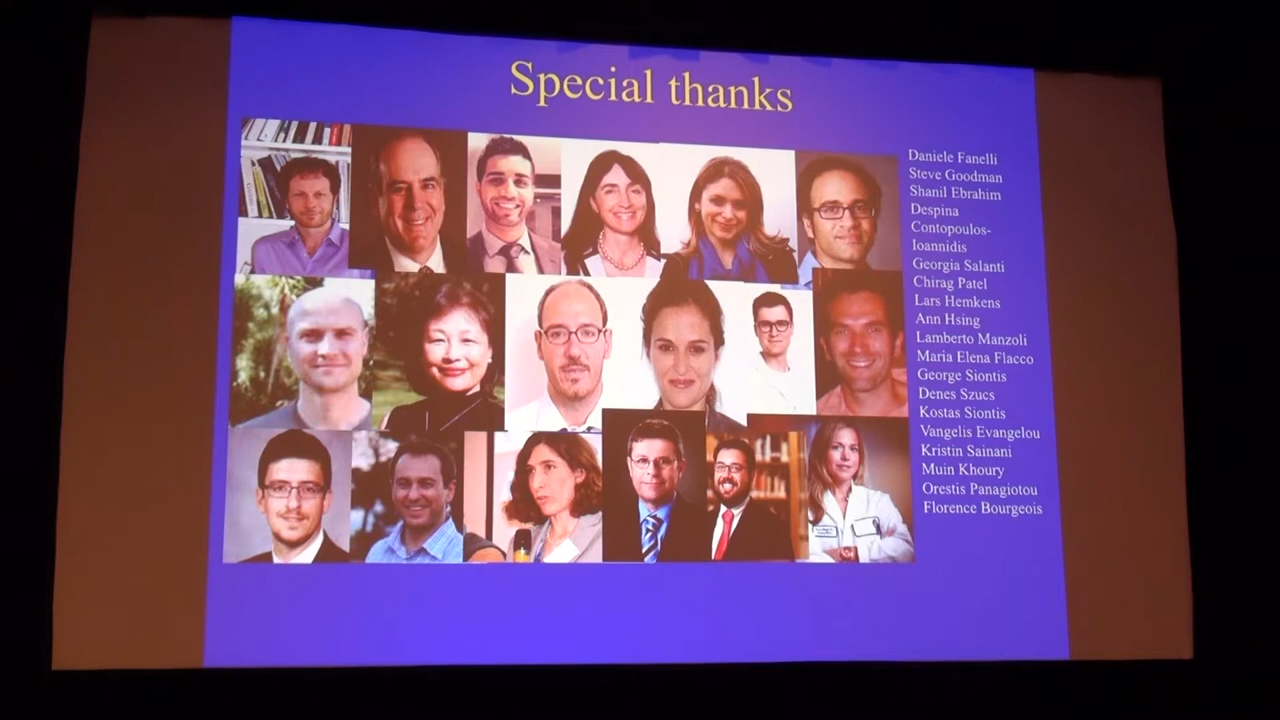 Special thanks
Daniele Fanelli
Steve Goodman
Shanil Ebrahim
Despina
Contopoulos-
Ioannidis
Georgia Salanti
Chirag Patel
Lars Hemkens
Ann Hsing
Lamberto Manzoli
Maria Elena Flacco
George Siontis
Denes Szucs
Kostas Siontis
Vangelis Evangelou
Kristin Sainani
Muin Khoury
Orestis Panagiotou
Florence Bourgeois